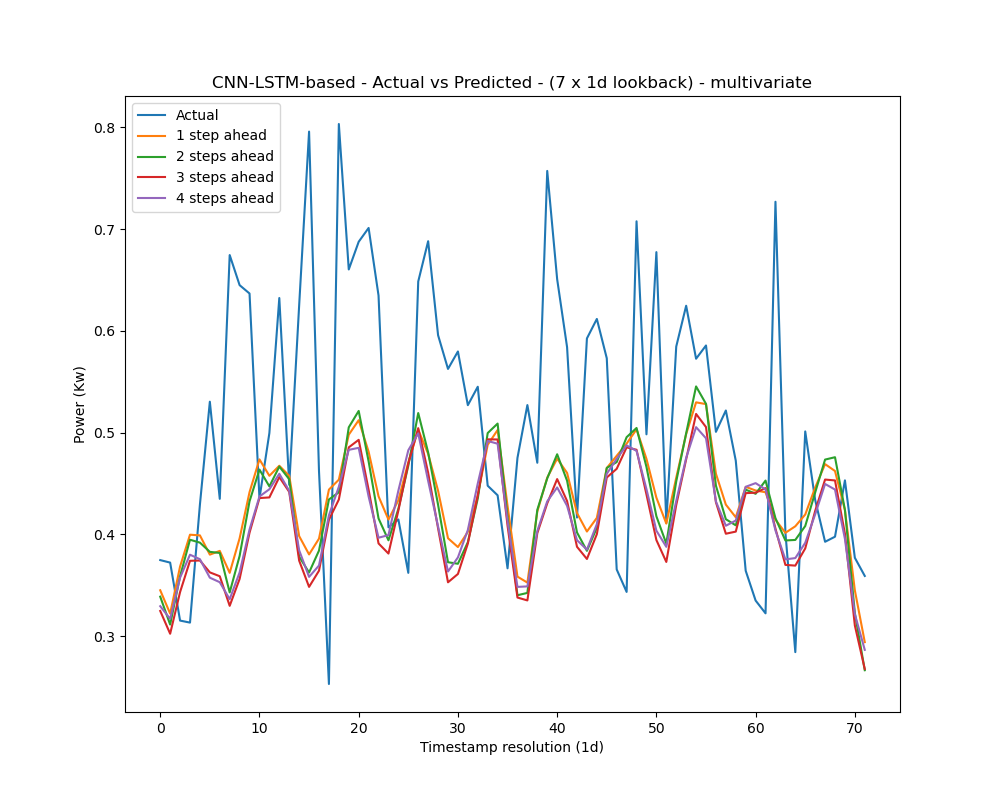 CNN-LSTM-based - Actual vs Predicted - (7 x 1d lookback) - multivariate
Actual
1 step ahead
2 steps ahead
3 steps ahead
4 steps ahead
0.8
0.7
0.6
0.5
0.4
0.3
Power (Kw)
0 10 20 30 40 50 60 70
Timestamp resolution (1d)